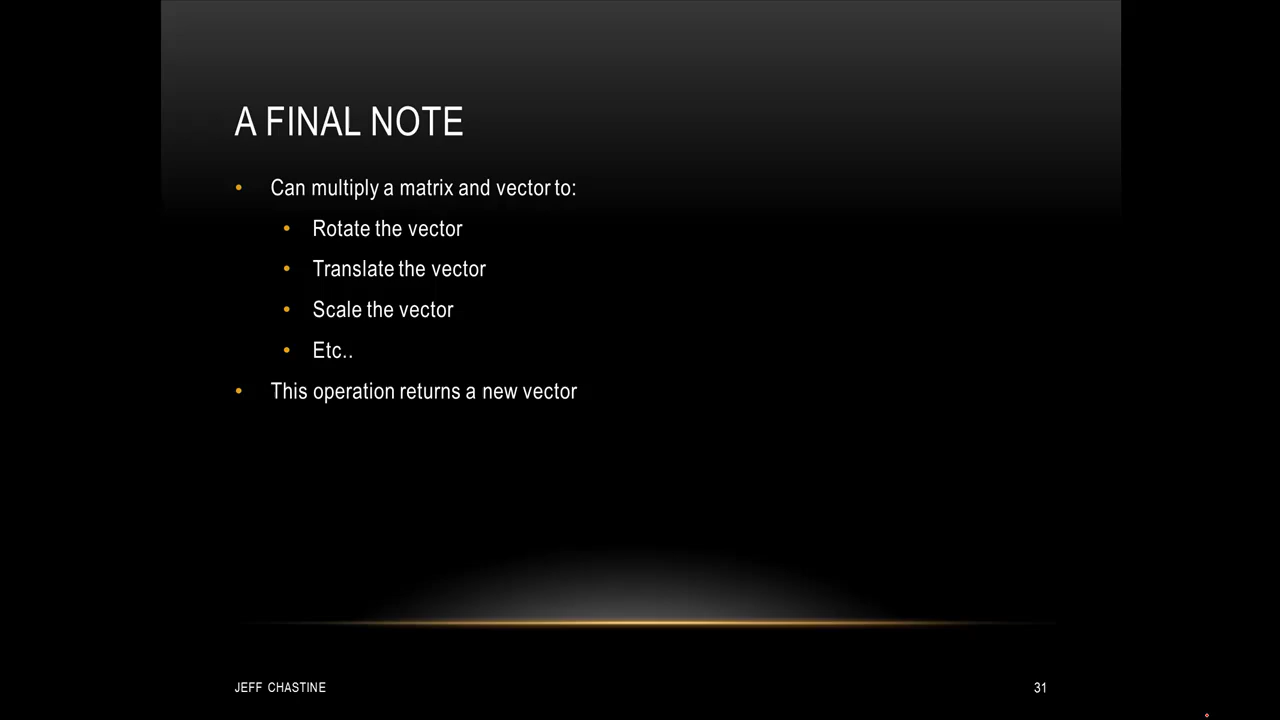 A FINAL NOTE
• Can multiply a matrix and vector to:
• Rotate the vector
• Translate the vector
• Scale the vector
• Etc..
• This operation returns a new vector
JEFF CHASTINE
31